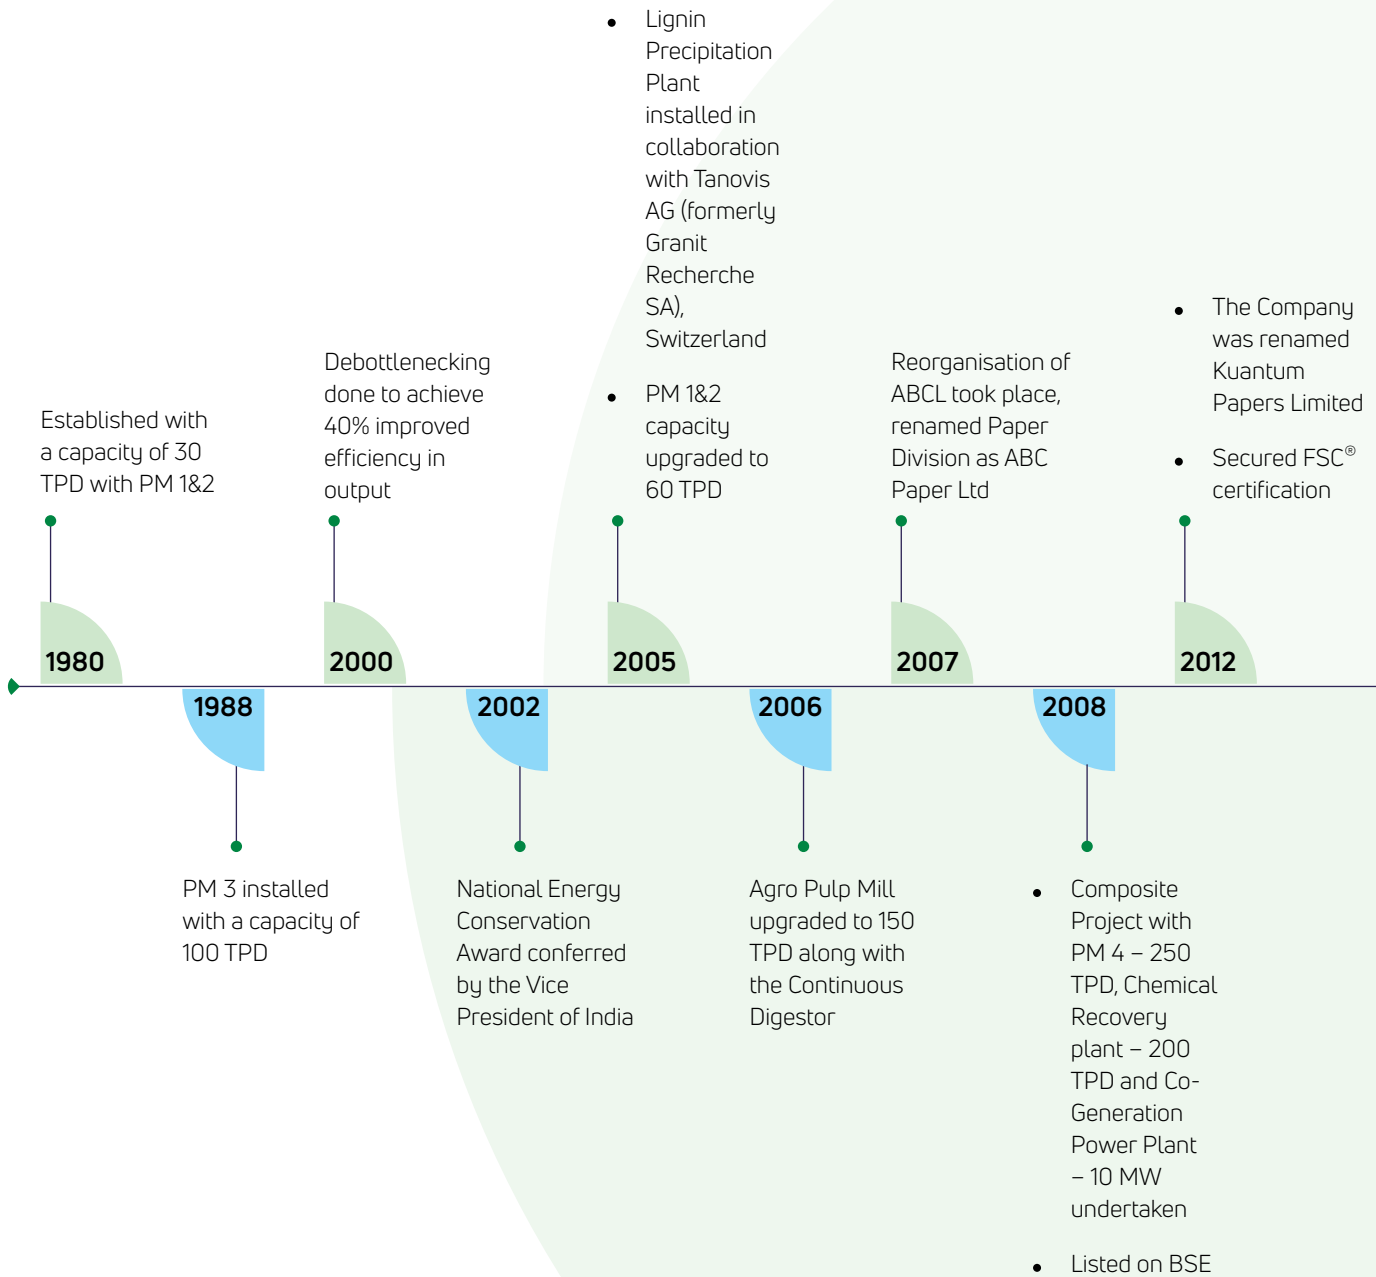 Established with
a capacity of 30
TPD with PM 1&2
1980
PM 3 installed
with a capacity of
100 TPD
1988
Debottlenecking
done to achieve
40% improved
efficiency in
output
2000
2002
National Energy
Conservation
Award conferred
by the Vice
President of India
• Lignin
Precipitation
Plant
installed in
collaboration
with Tanovis
AG (formerly
Granit
Recherche
SA),
Switzerland
• PM 1&2
capacity
upgraded to
60 TPD
2005
2006
Agro Pulp Mill
upgraded to 150
TPD along with
the Continuous
Digestor
Reorganisation of
ABCL took place,
renamed Paper
Division as ABC
Paper Ltd
2007
2008
• Composite
Project with
PM 4 – 250
TPD, Chemical
Recovery
plant – 200
TPD and Co-
Generation
Power Plant
– 10 MW
undertaken
• Listed on BSE
• The Company
was renamed
Kuantum
Papers Limited
• Secured FSC®
certification
2012